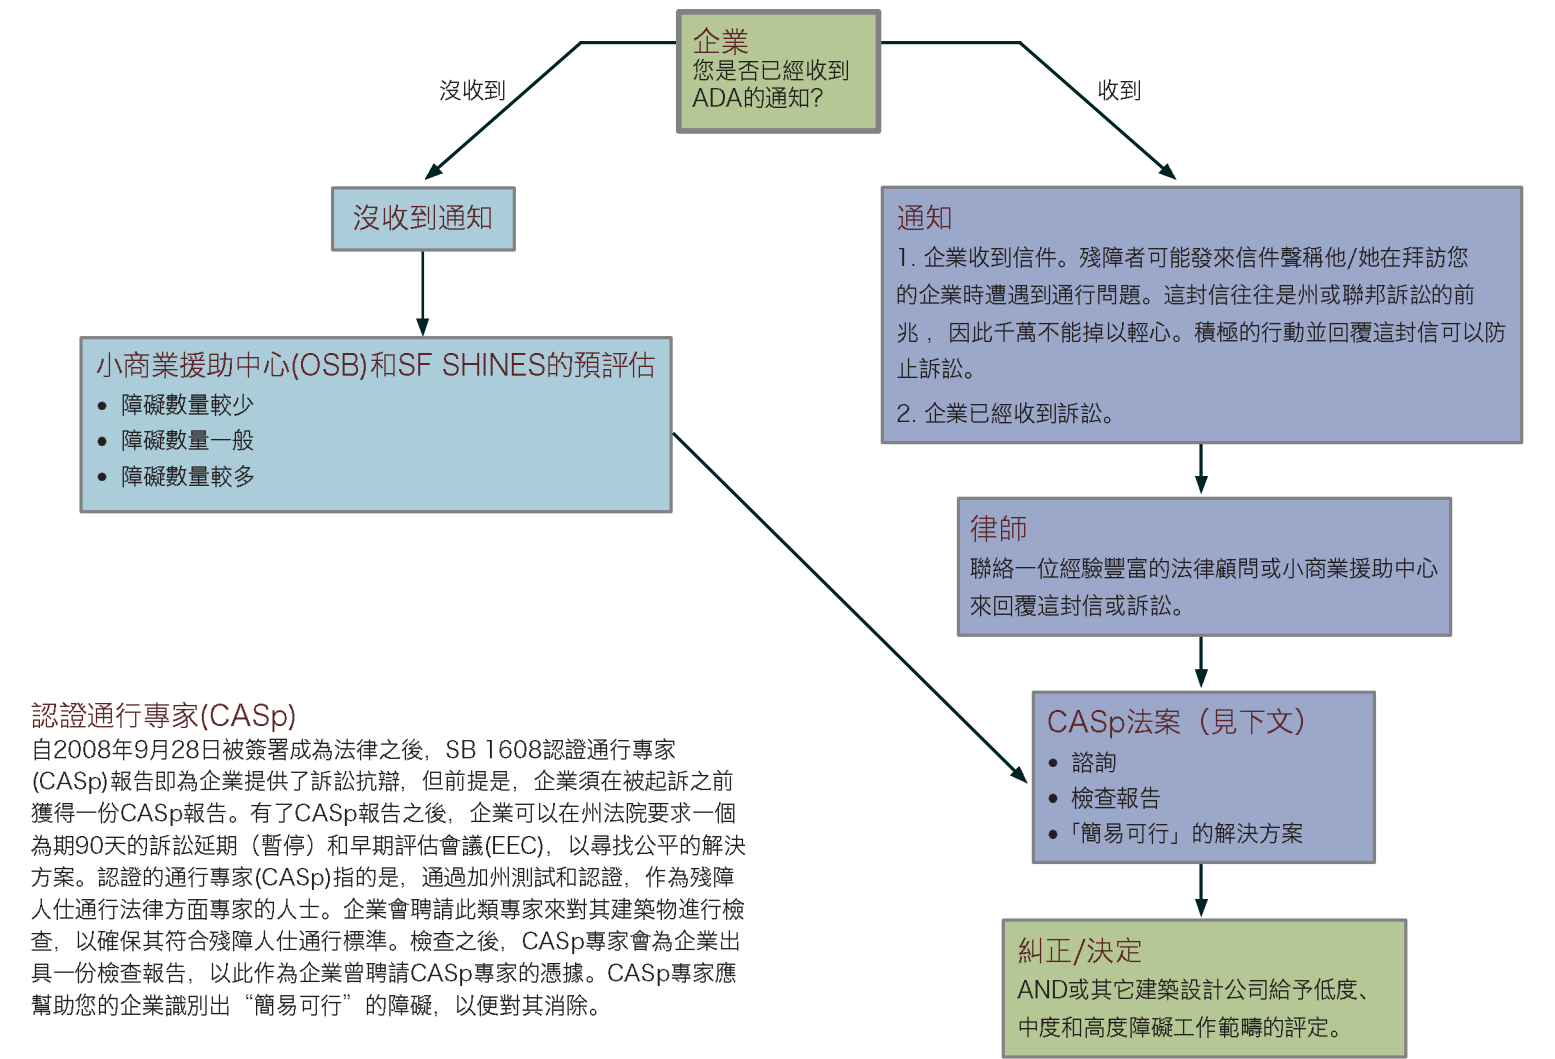 企業
您是否已經收到
ADA的通知?
沒收到
收到
沒收到通知
小商業援助中心(OSB)和SF SHINES的預評估
• 障礙數量較少
• 障礙數量一般
• 障礙數量較多
通知
1. 企業收到信件。殘障者可能發來信件聲稱他/她在拜訪您
的企業時遭遇到通行問題。這封信往往是州或聯邦訴訟的前
兆，因此千萬不能掉以輕心。積極的行動並回覆這封信可以防
止訴訟。
2. 企業已經收到訴訟。
律師
聯絡一位經驗豐富的法律顧問或小商業援助中心
來回覆這封信或訴訟。
CASp法案（見下文）
• 諮詢
• 檢查報告
•「簡易可行」的解決方案
糾正/決定
AND或其它建築設計公司給予低度、
中度和高度障礙工作範疇的評定。
認證通行專家(CASp)
自2008年9月28日被簽署成為法律之後，SB 1608認證通行專家
(CASp)報告即為企業提供了訴訟抗辯，但前提是，企業須在被起訴之前
獲得一份CASp報告。有了CASp報告之後，企業可以在州法院要求一個
為期90天的訴訟延期（暫停）和早期評估會議(EEC)，以尋找公平的解決
方案。認證的通行專家(CASp)指的是，通過加州測試和認證，作為殘障
人仕通行法律方面專家的人士。企業會聘請此類專家來對其建築物進行檢
查，以確保其符合殘障人仕通行標準。檢查之後，CASp專家會為企業出
具一份檢查報告，以此作為企業曾聘請CASp專家的憑據。CASp專家應
幫助您的企業識別出“簡易可行”的障礙，以便對其消除。